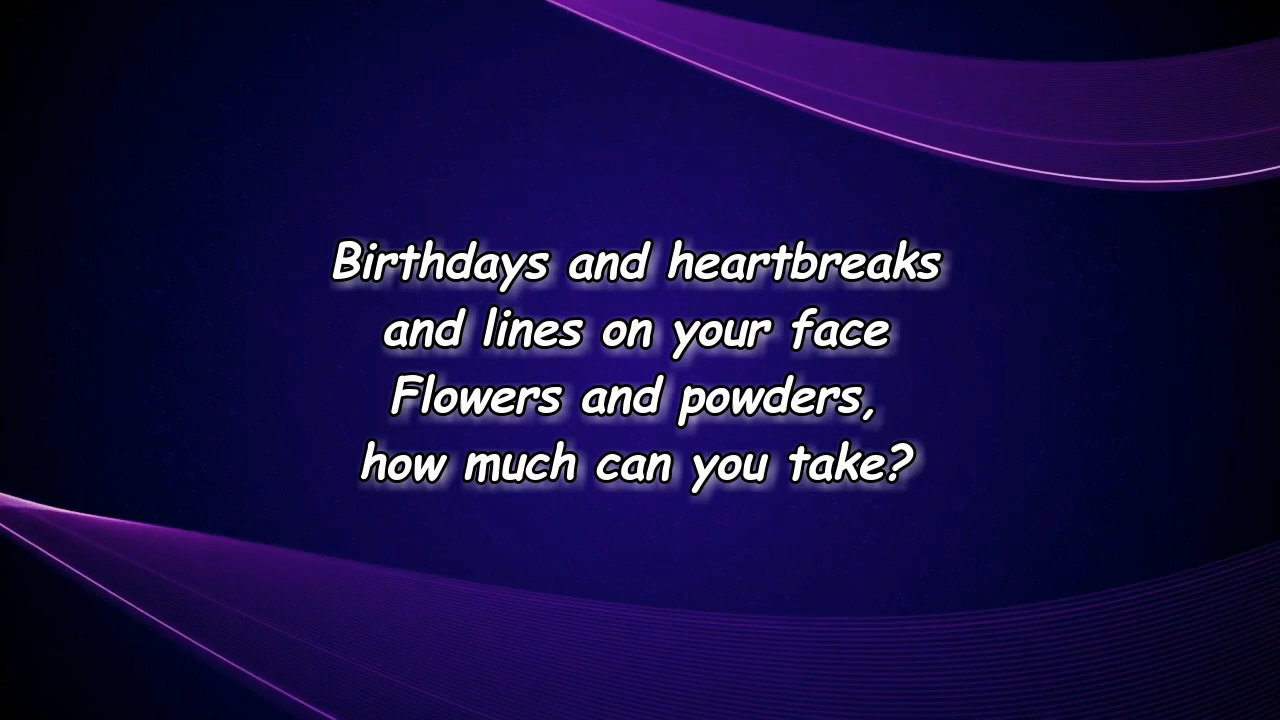 Birthdays and heartbreaks
and lines on your face
Flowers and powders,
how much can you take?